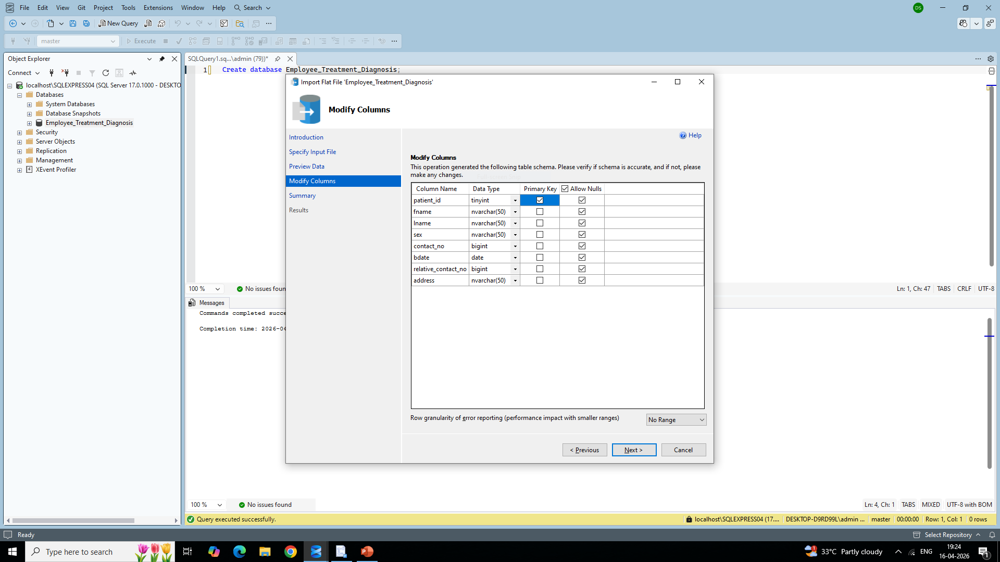 File Edit View Git Project Tools Extensions Window Help Search
DS
New Query
master Execute
Object Explorer
SQLQuery1.sq...\admin (79))*
Connect
1 Create database Employee_Treatment_Diagnosis;
localhost\SQLEXPRESS04 (SQL Server 17.0.1000 - DESKTO
Databases
System Databases
Database Snapshots
Employee_Treatment_Diagnosis
Security
Server Objects
Replication
Management
XEvent Profiler
Import Flat File 'Employee_Treatment_Diagnosis'
Modify Columns
Introduction
Specify Input File
Preview Data
Modify Columns
Summary
Results
Help
Modify Columns
This operation generated the following table schema. Please verify if schema is accurate, and if not, please
make any changes.
Column Name Data Type Primary Key Allow Nulls
patient_id tinyint
fname nvarchar(50)
lname nvarchar(50)
sex nvarchar(50)
contact_no bigint
bdate date
relative_contact_no bigint
address nvarchar(50)
Row granularity of error reporting (performance impact with smaller ranges) No Range
< Previous Next > Cancel
100 % No issues foun
Ln: 1, Ch: 47 TABS CRLF UTF-8
Messages
Commands completed succe
Completion time: 2026-04
100 % No issues found
Ln: 4, Ch: 1 TABS MIXED UTF-8 with BOM
Query executed successfully.
localhost\SQLEXPRESS04 (17.... DESKTOP-D9RD99L\admin ... master 00:00:00 Row: 1, Col: 1 0 rows
Ready
Select Repository
Type here to search
1 33°C Partly cloudy
ENG
19:24
16-04-2026
1